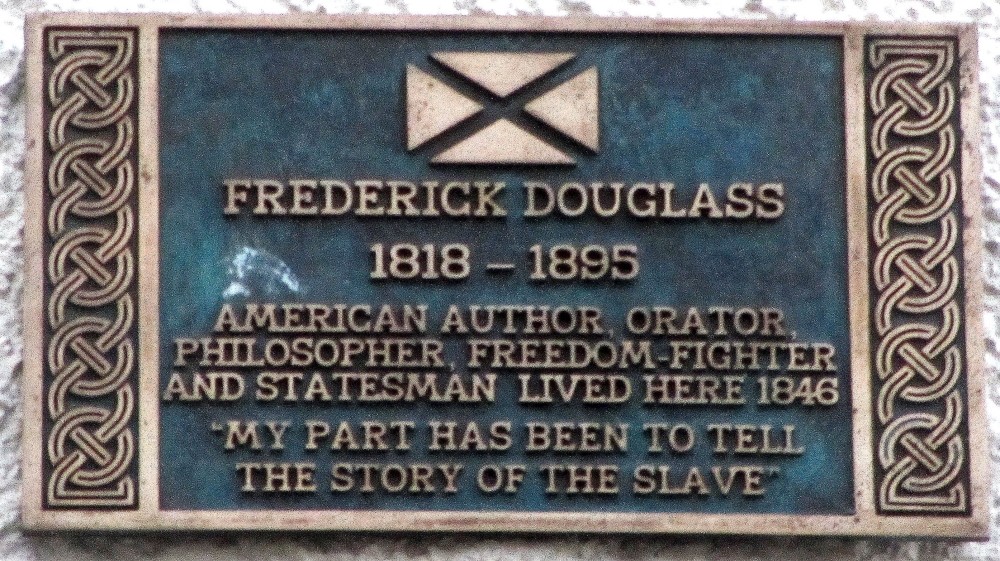 FREDERICK DOUGLASS
1818 – 1895
AMERICAN AUTHOR, ORATOR,
PHILOSOPHER, FREEDOM-FIGHTER
AND STATESMAN LIVED HERE 1846
"MY PART HAS BEEN TO TELL
THE STORY OF THE SLAVE"